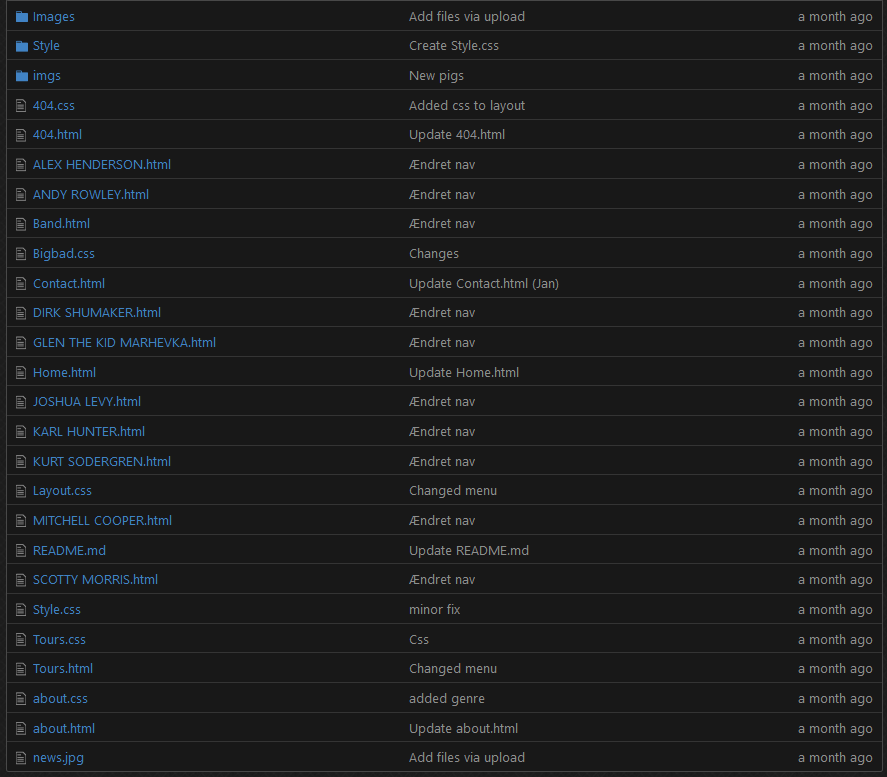 Images Add files via upload a month ago
Style Create Style.css a month ago
imgs New pigs a month ago
404.css Added css to layout a month ago
404.html Update 404.html a month ago
ALEX HENDERSON.html Ændret nav a month ago
ANDY ROWLEY.html Ændret nav a month ago
Band.html Ændret nav a month ago
Bigbad.css Changes a month ago
Contact.html Update Contact.html (Jan) a month ago
DIRK SHUMAKER.html Ændret nav a month ago
GLEN THE KID MARHEVKA.html Ændret nav a month ago
Home.html Update Home.html a month ago
JOSHUA LEVY.html Ændret nav a month ago
KARL HUNTER.html Ændret nav a month ago
KURT SODERGREN.html Ændret nav a month ago
Layout.css Changed menu a month ago
MITCHELL COOPER.html Ændret nav a month ago
README.md Update README.md a month ago
SCOTTY MORRIS.html Ændret nav a month ago
Style.css minor fix a month ago
Tours.css Css a month ago
Tours.html Changed menu a month ago
about.css added genre a month ago
about.html Update about.html a month ago
news.jpg Add files via upload a month ago